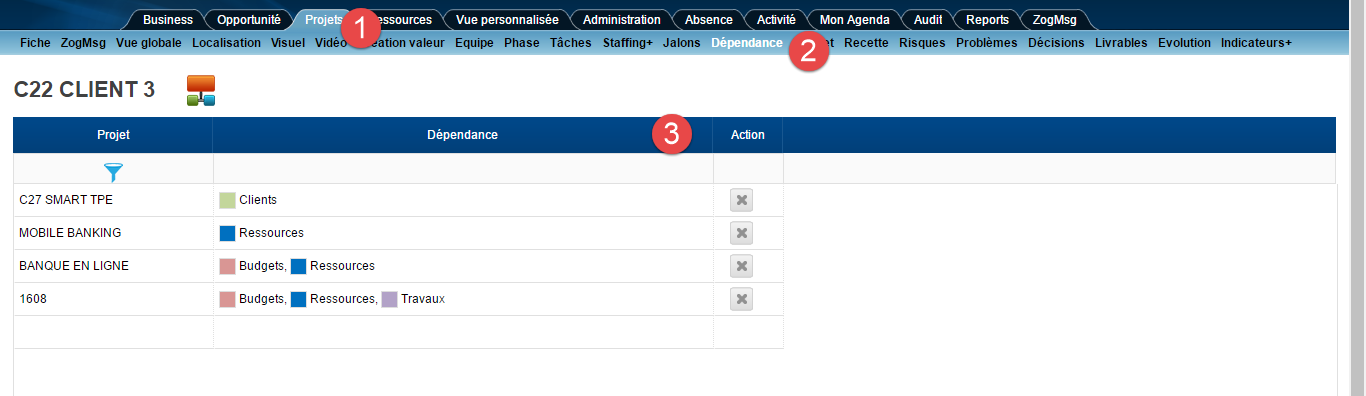 Business Opportunité Projets 1 Ressources Vue personnalisée Administration Absence Activité Mon Agenda Audit Reports ZogMsg
Fiche ZogMsg Vue globale Localisation Visuel Vidéo éation valeur Equipe Phase Tâches Staffing+ Jalons Dépendance 2 et Recette Risques Problèmes Décisions Livrables Evolution Indicateurs+
C22 CLIENT 3
Projet Dépendance 3 Action
C27 SMART TPE Clients
MOBILE BANKING Ressources
BANQUE EN LIGNE Budgets, Ressources
1608 Budgets, Ressources, Travaux